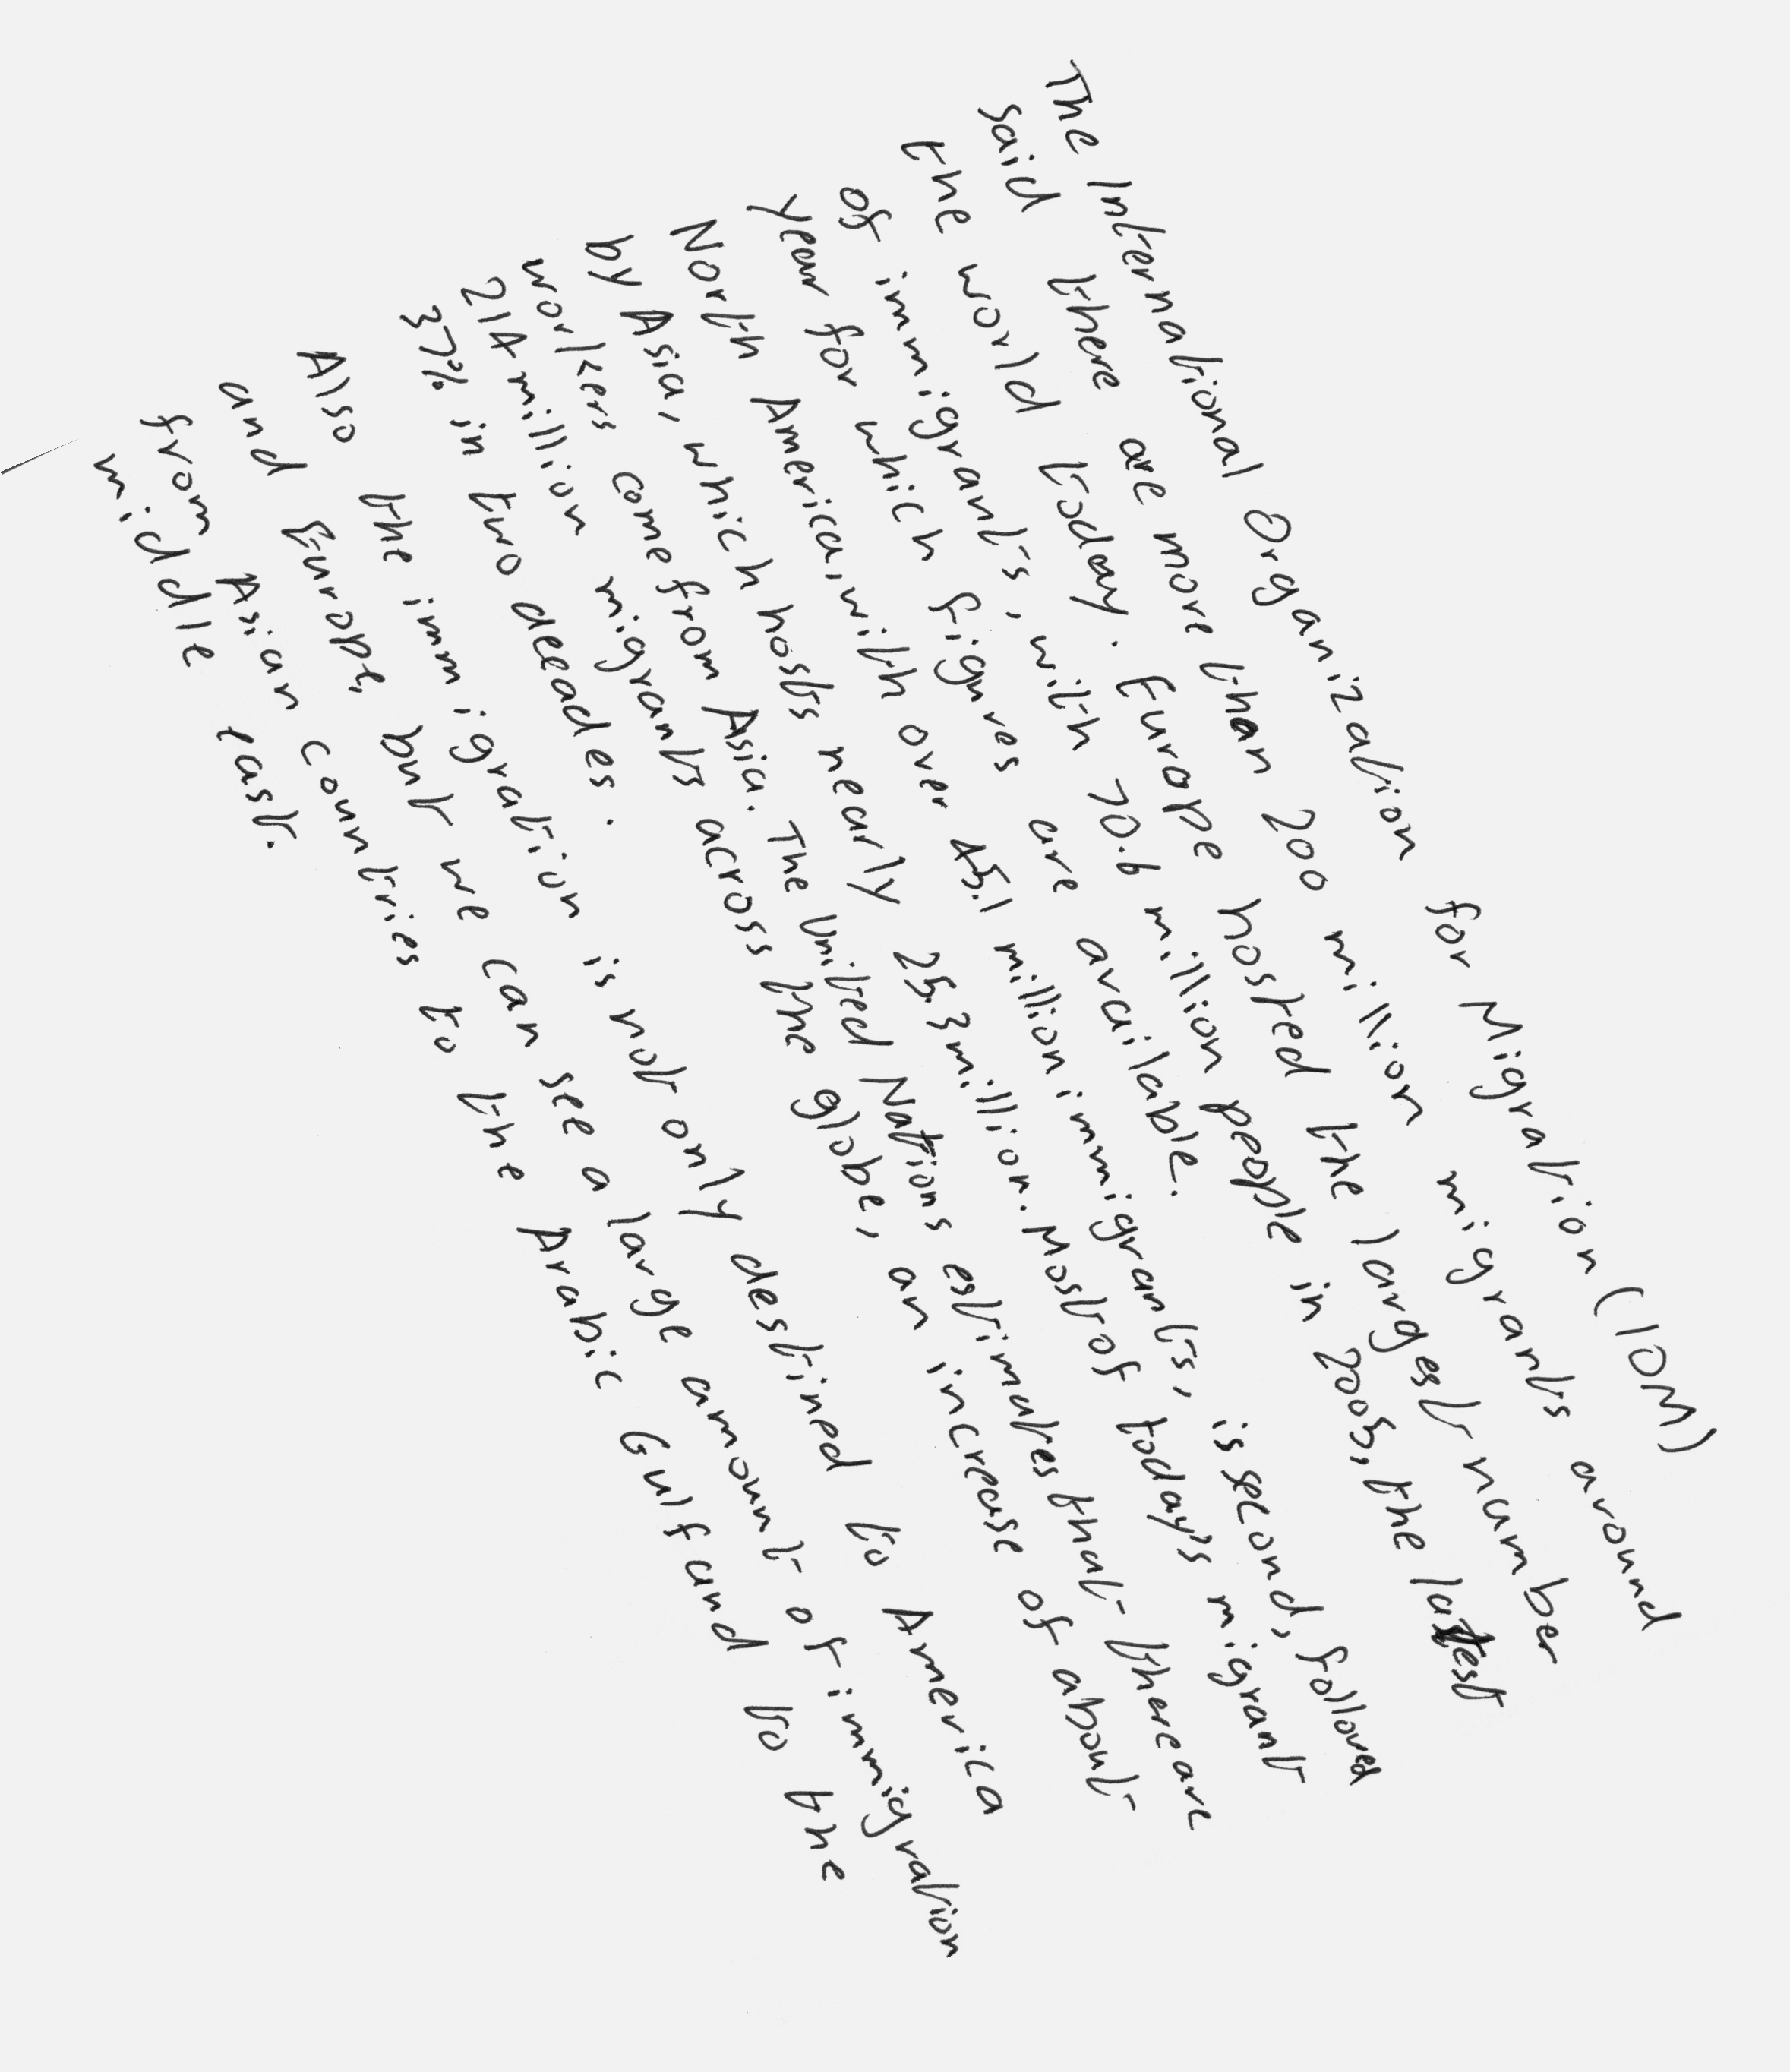 The International Organization for Migration (IOM)
said there are more than 200 million migrants around
the world today. Europe hosted the largest number
of immigrants, with 70.6 million people in 2005, the latest
year for which figures are available.
North America, with over 45.1 million immigrants, is second, followed
by Asia, which hosts nearly 25.3 million. Most of today's migrant
workers come from Asia. The United Nations estimates that there are
214 million migrants across the globe, an increase of about
37% in two deeades.
Also the immigration is not only destined to America
and Europe, but we can see a large amount of immigration
from Asian countries to the Arabic Gulf and to the
middle east.